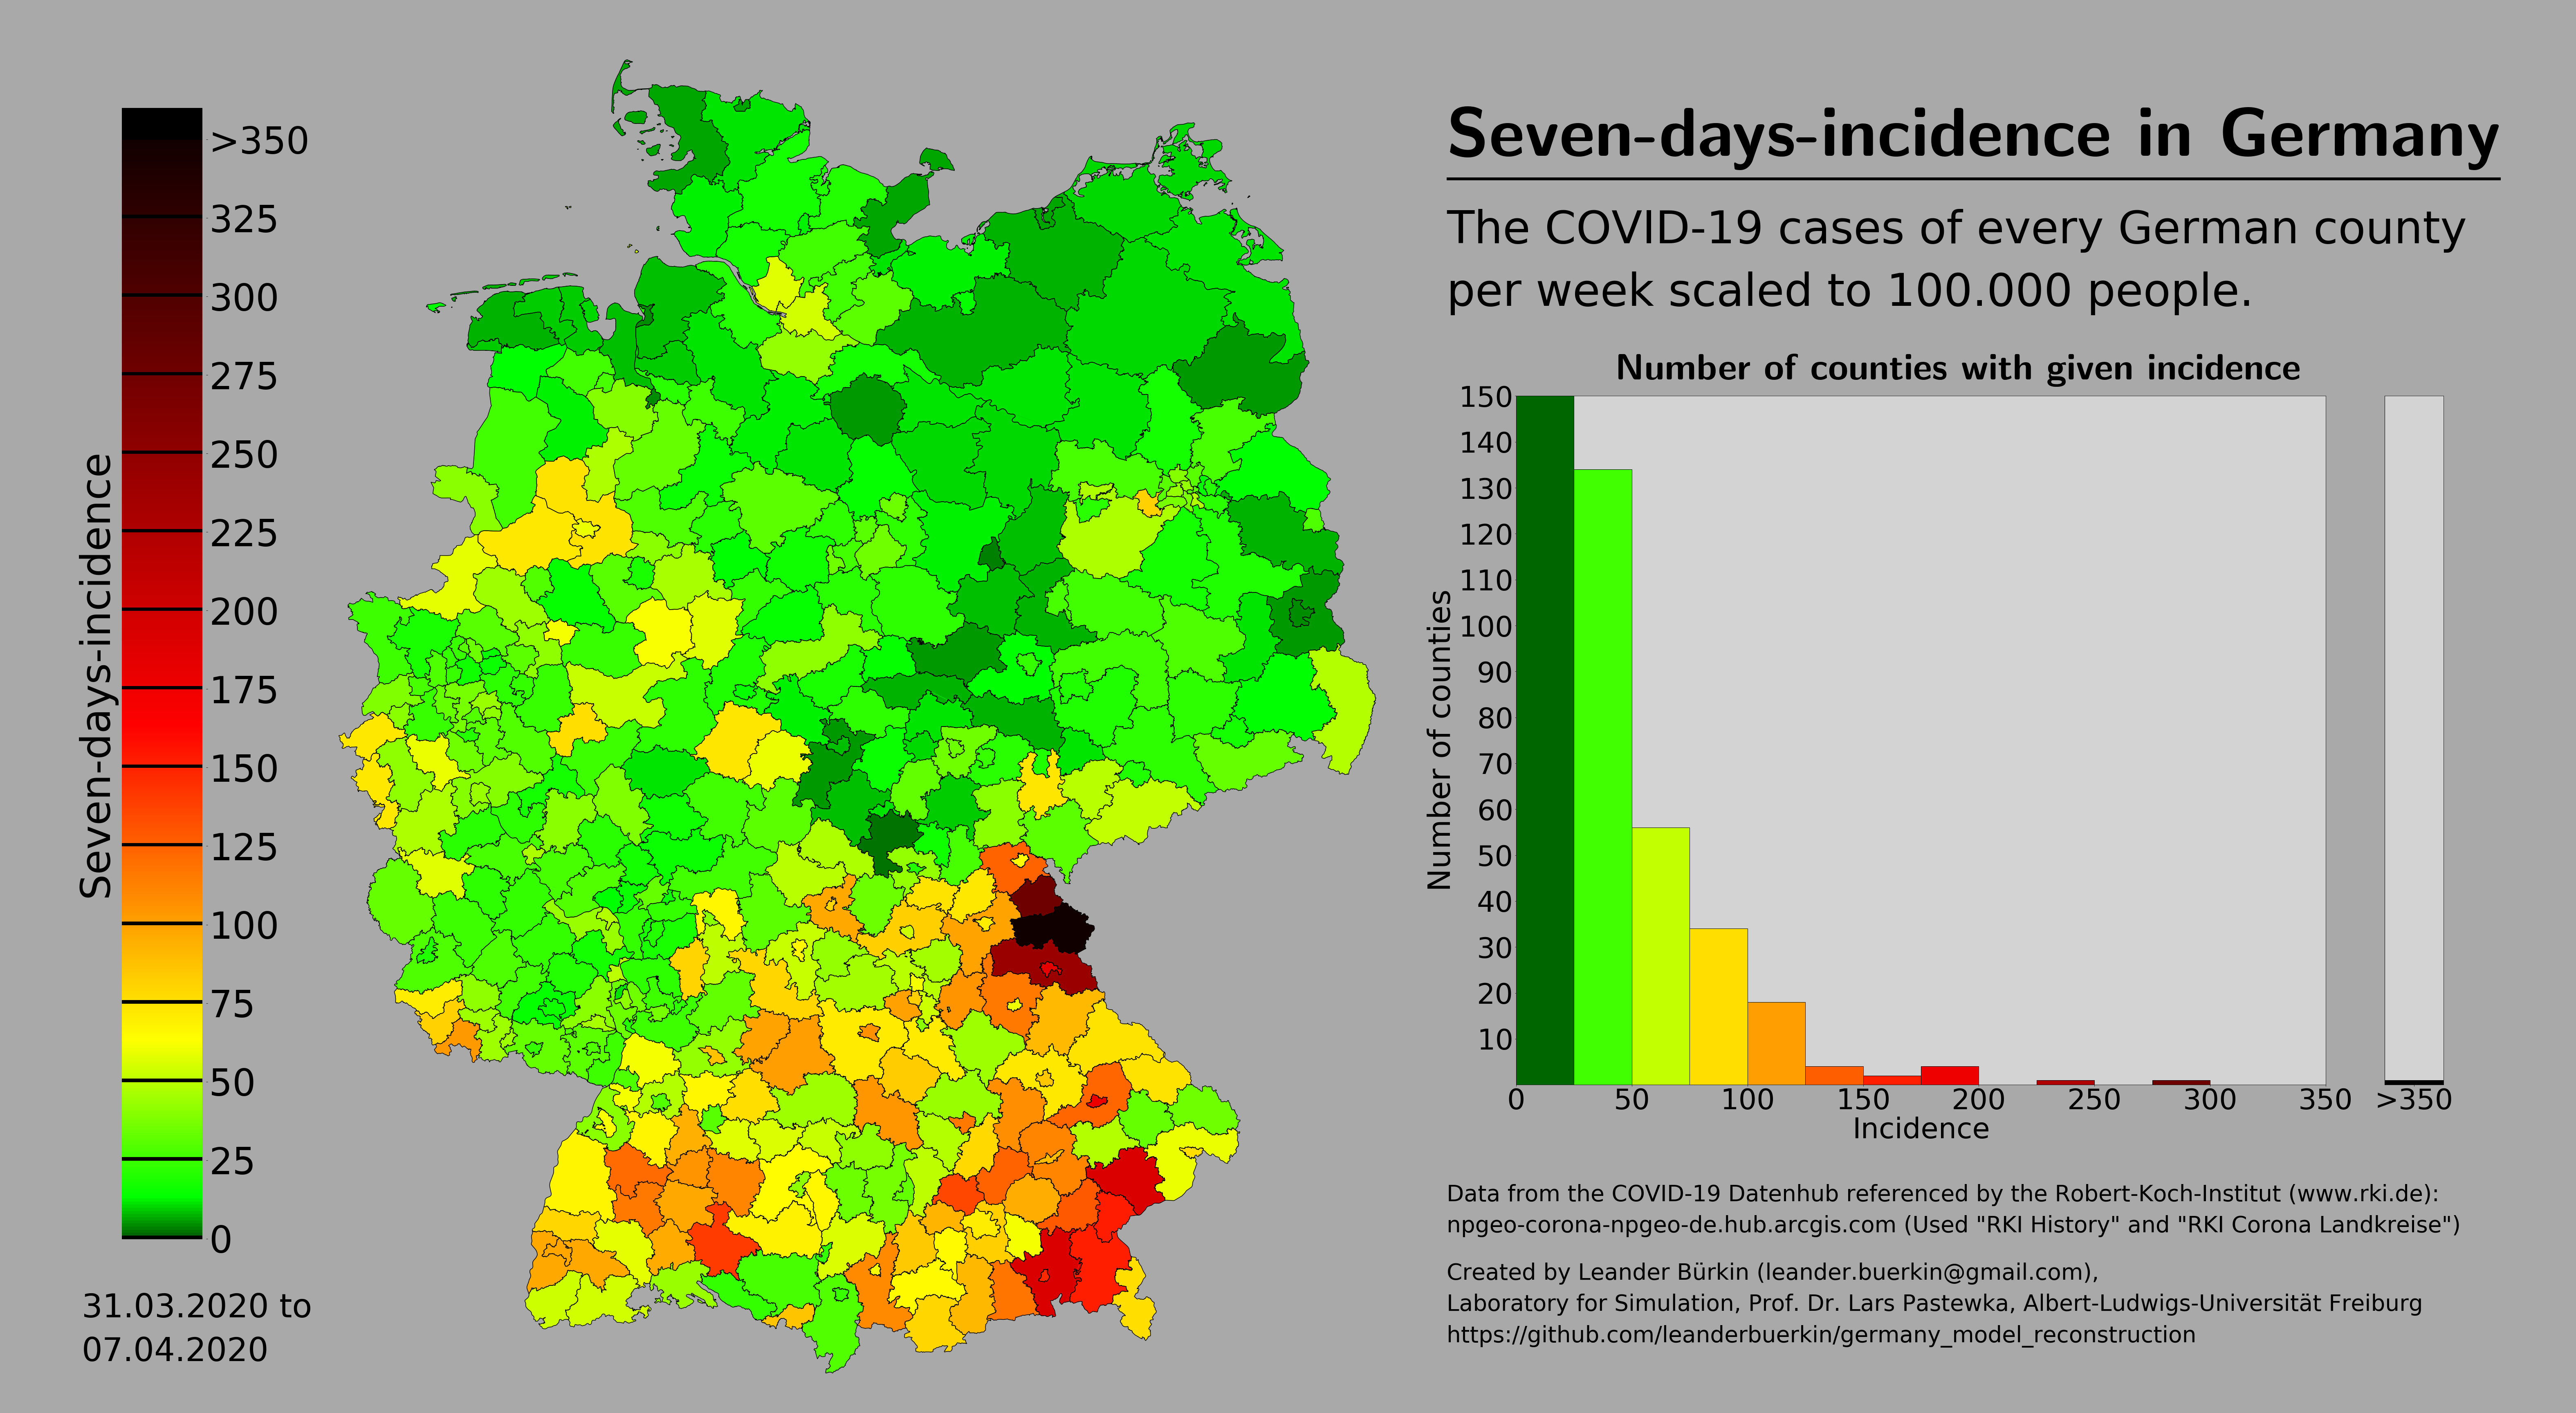 Seven-days-incidence in Germany
The COVID-19 cases of every German county
per week scaled to 100.000 people.
Seven-days-incidence
>350
325
300
275
250
225
200
175
150
125
100
75
50
25
0
31.03.2020 to
07.04.2020
Number of counties with given incidence
Number of counties
150
140
130
120
110
100
90
80
70
60
50
40
30
20
10
0 50 100 150 200 250 300 350 >350
Incidence
Data from the COVID-19 Datenhub referenced by the Robert-Koch-Institut (www.rki.de):
npgeo-corona-npgeo-de.hub.arcgis.com (Used "RKI History" and "RKI Corona Landkreise")
Created by Leander Bürkin (leander.buerkin@gmail.com),
Laboratory for Simulation, Prof. Dr. Lars Pastewka, Albert-Ludwigs-Universität Freiburg
https://github.com/leanderbuerkin/germany_model_reconstruction